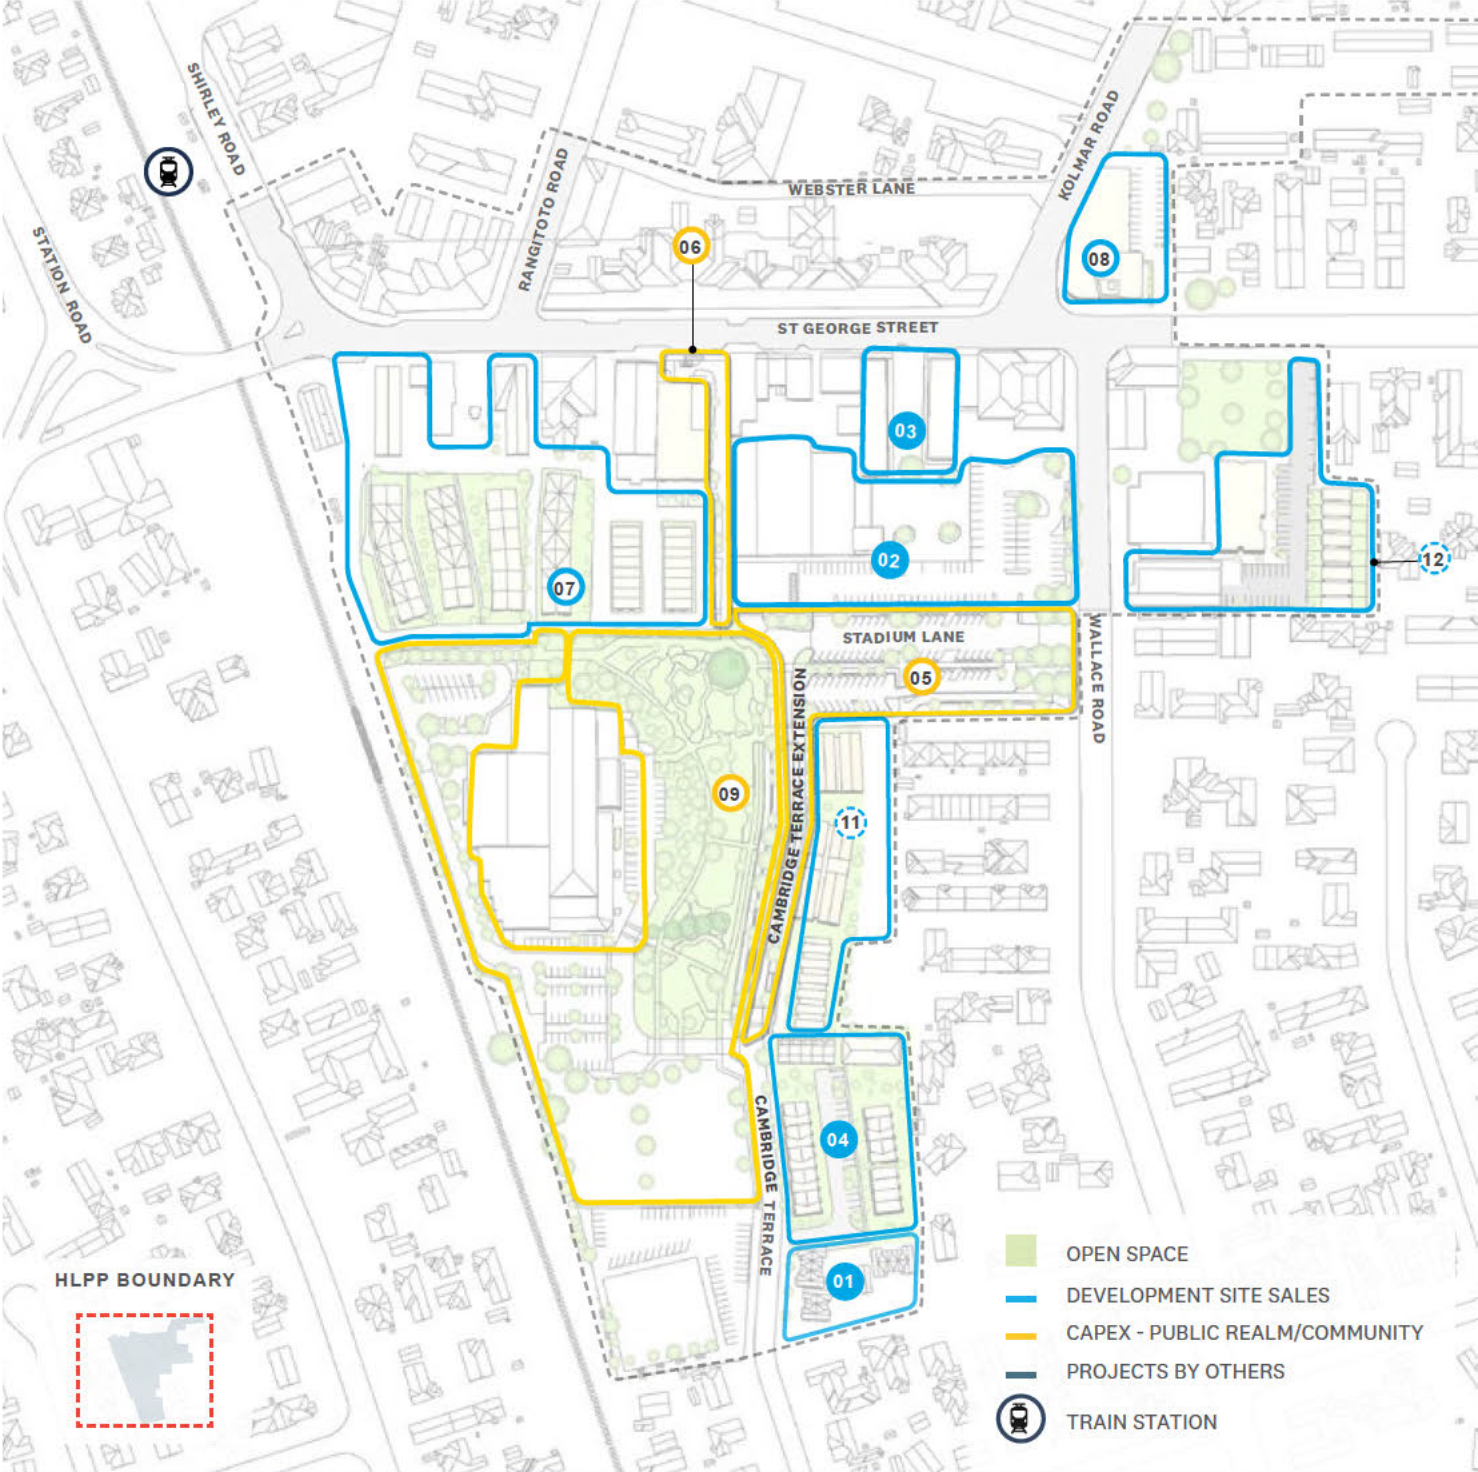 SHIRLEY ROAD
KOLMAR ROAD
RANGITOTO ROAD
WEBSTER LANE
STATION ROAD
06
08
ST GEORGE STREET
03
02
12
07
STADIUM LANE
05
WALLACE ROAD
CAMBRIDGE TERRACE EXTENSION
09
11
04
CAMBRIDGE TERRACE
01
HLPP BOUNDARY
OPEN SPACE
DEVELOPMENT SITE SALES
CAPEX - PUBLIC REALM/COMMUNITY
PROJECTS BY OTHERS
TRAIN STATION